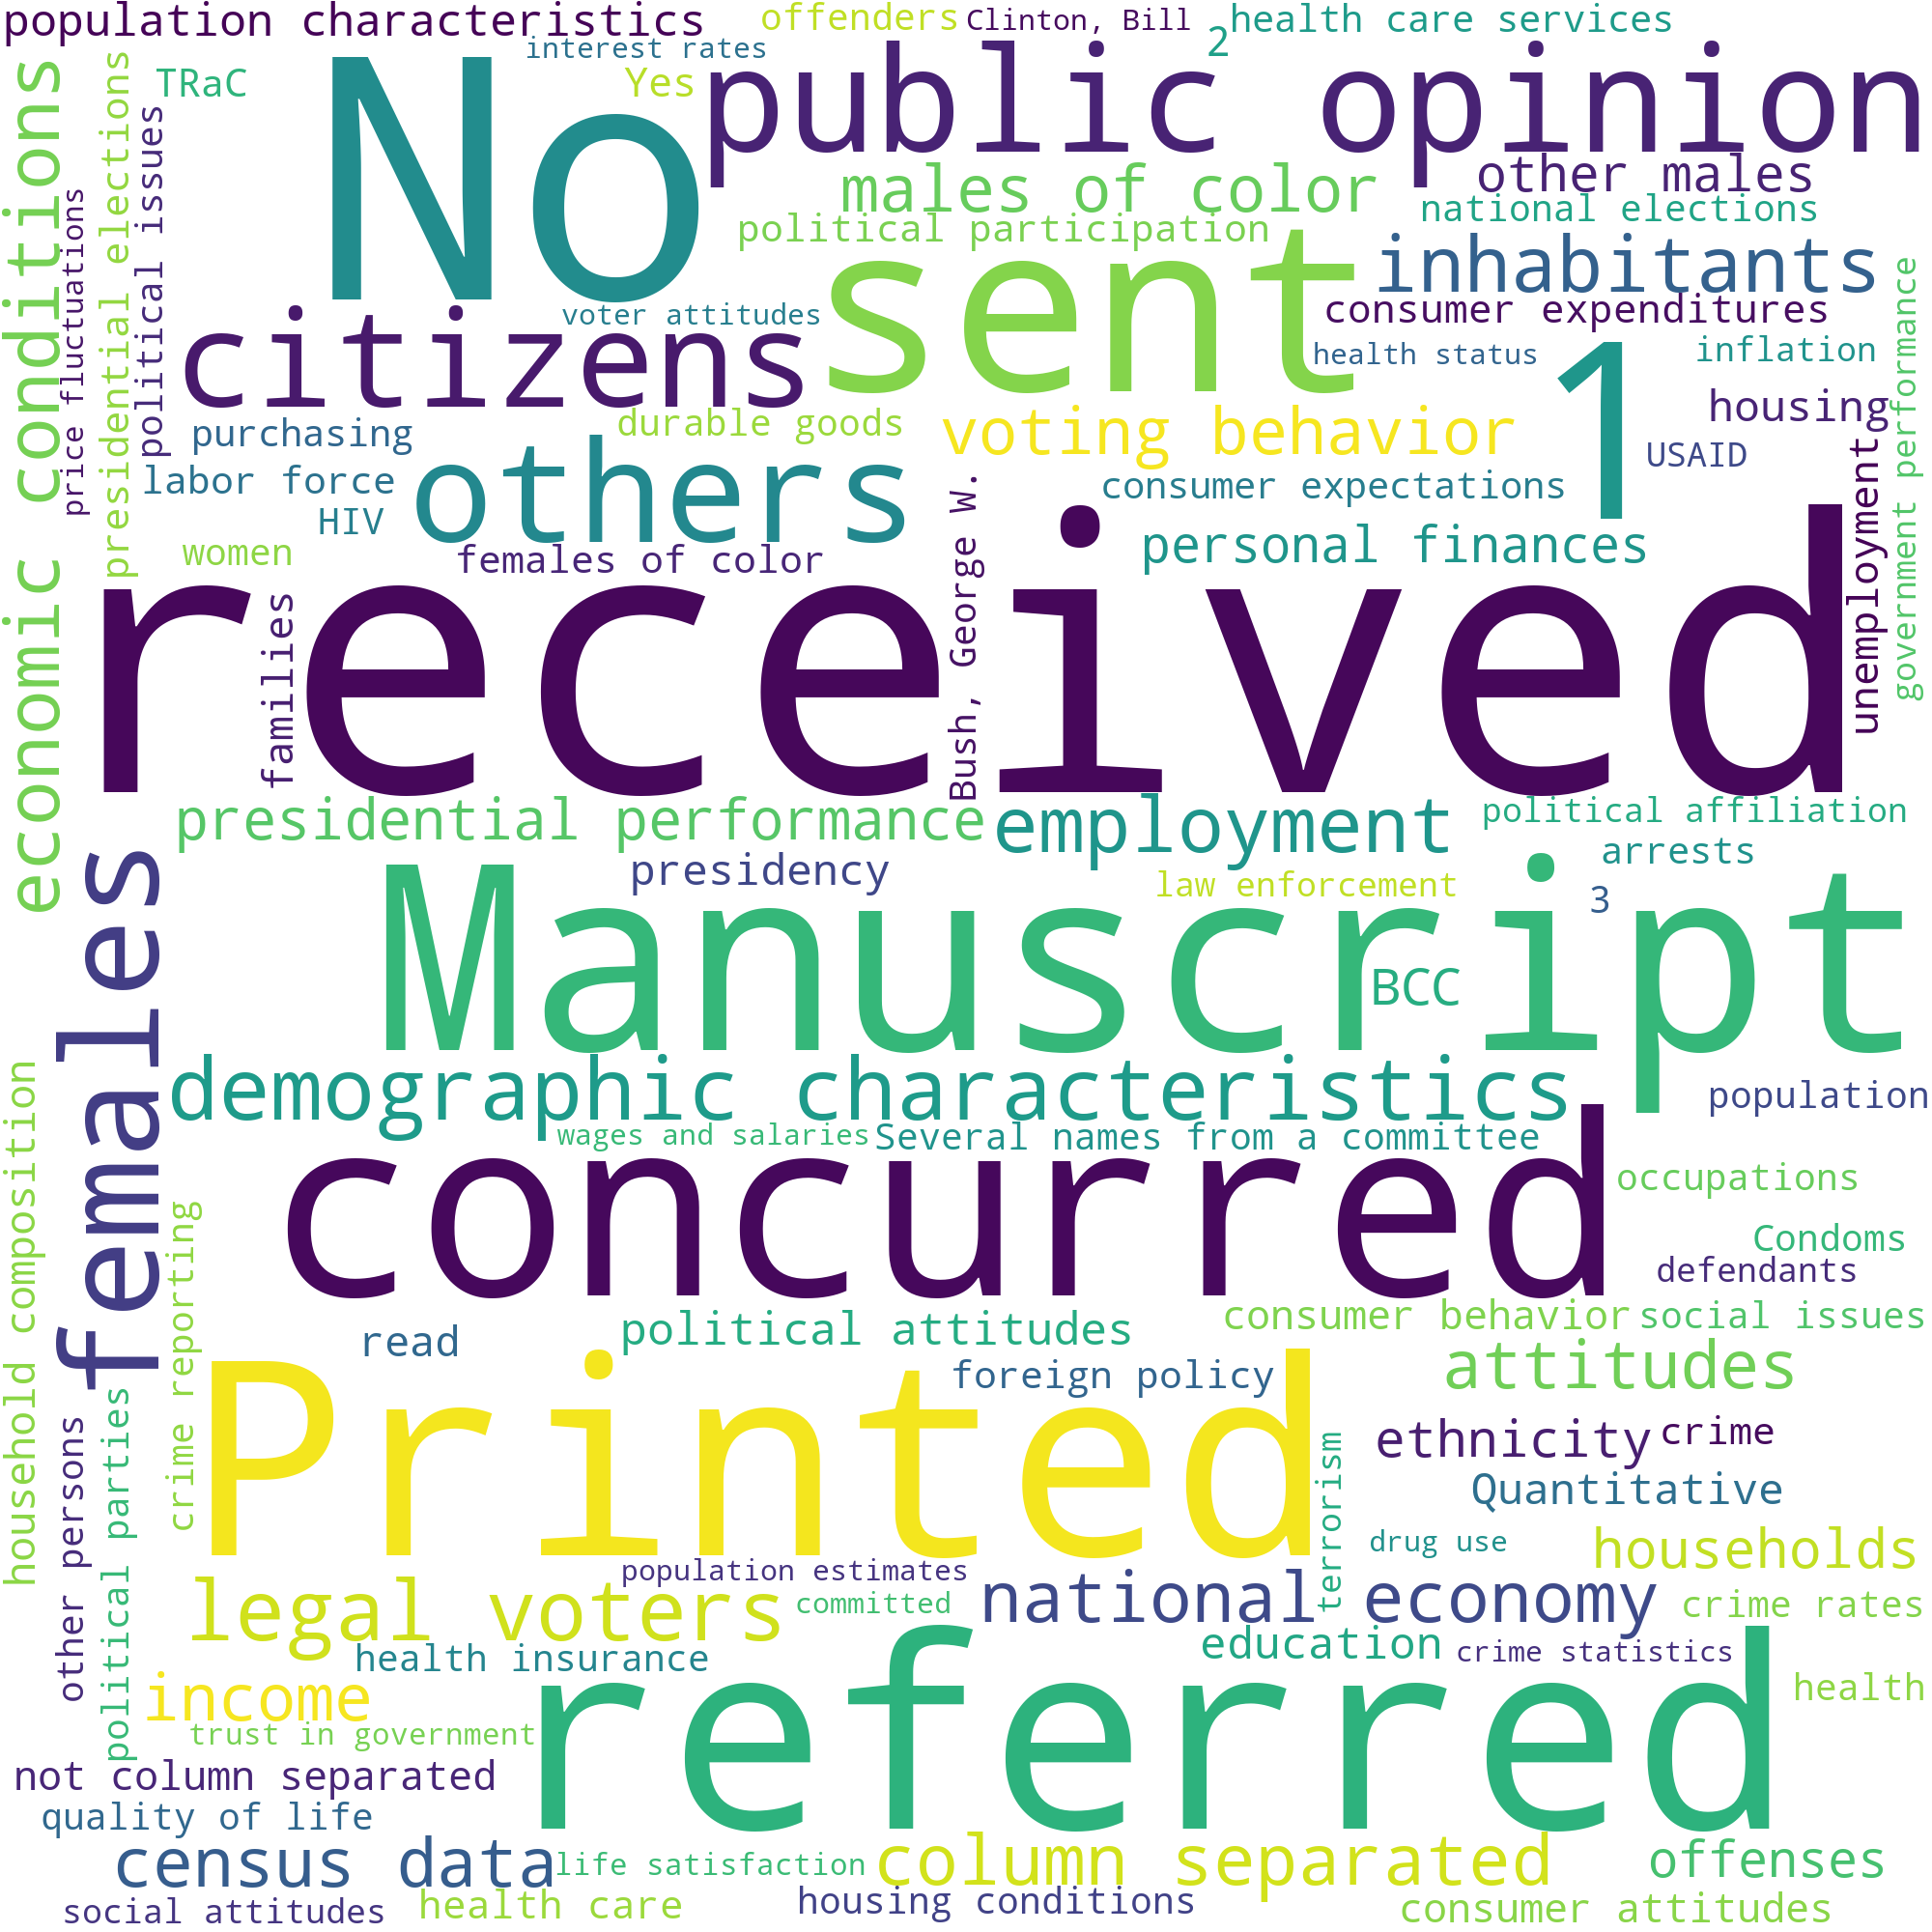 population characteristics
offenders
Clinton, Bill
2
health care services
interest rates
TRaC
Yes
No
public opinion
economic conditions
price fluctuations
presidential elections
political issues
males of color
other males
political participation
national elections
sent
inhabitants
citizens
voter attitudes
consumer expenditures
health status
1
inflation
government performance
purchasing
durable goods
voting behavior
housing
labor force
others
USAID
unemployment
HIV
consumer expectations
Bush, George W.
women
females of color
personal finances
families
received
presidential performance
employment
political affiliation
females
presidency
arrests
law enforcement
3
Manuscript
BCC
demographic characteristics
population
household composition
wages and salaries
Several names from a committee
concurred
occupations
crime reporting
Condoms
defendants
read
political attitudes
consumer behavior
social issues
Printed
foreign policy
attitudes
other persons
political parties
terrorism
ethnicity
crime
Quantitative
drug use
households
population estimates
legal voters
committed
national economy
crime rates
health insurance
education
crime statistics
income
referred
health
trust in government
not column separated
quality of life
census data
life satisfaction
column separated
offenses
social attitudes
health care
housing conditions
consumer attitudes